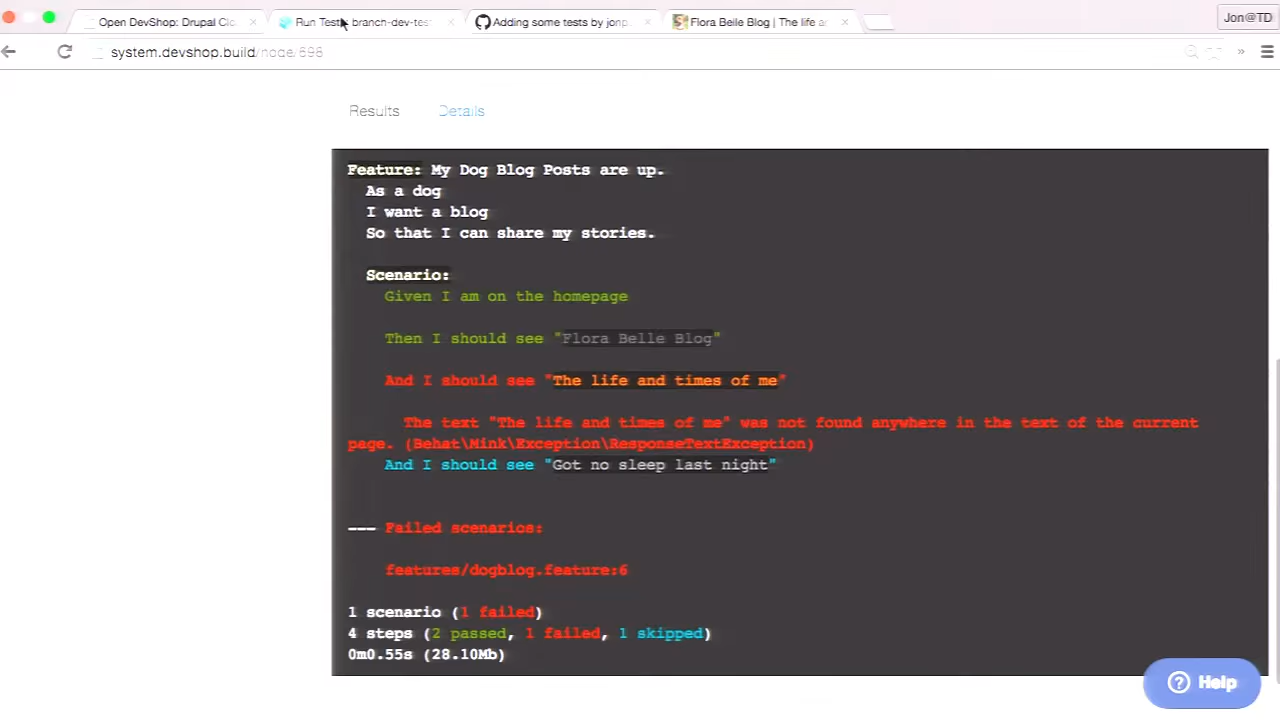 Open DevShop: Drupal Clo
Run Tests: branch-dev-test
Adding some tests by jonp
Flora Belle Blog | The life a
Jon@TD
system.devshop.build/node/698
Results
Details
Feature: My Dog Blog Posts are up.
As a dog
I want a blog
So that I can share my stories.
Scenario:
Given I am on the homepage
Then I should see "Flora Belle Blog"
And I should see "The life and times of me"
The text "The life and times of me" was not found anywhere in the text of the current
page. (Behat\Mink\Exception\ResponseTextException)
And I should see "Got no sleep last night"
--- Failed scenarios:
features/dogblog.feature:6
1 scenario (1 failed)
4 steps (2 passed, 1 failed, 1 skipped)
0m0.55s (28.10Mb)
Help